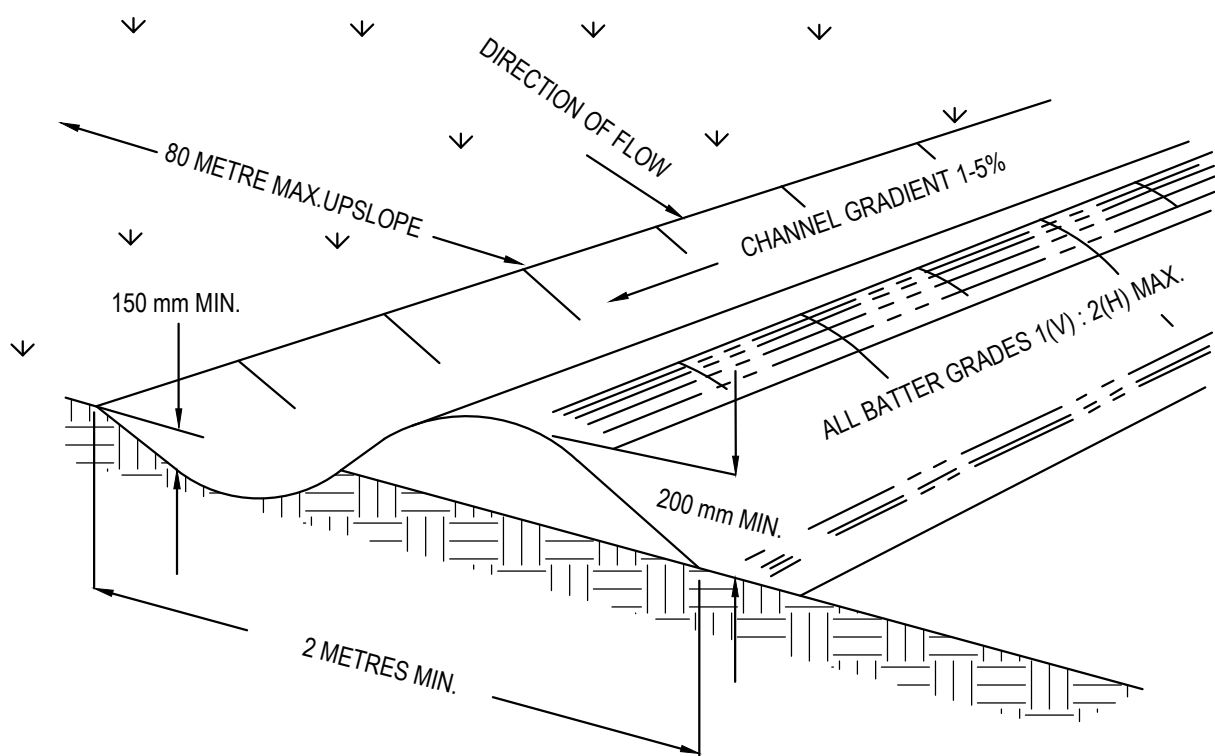 DIRECTION OF FLOW
80 METRE MAX.UPSLOPE
CHANNEL GRADIENT 1-5%
150 mm MIN.
ALL BATTER GRADES 1(V) : 2(H) MAX.
200 mm MIN.
2 METRES MIN.